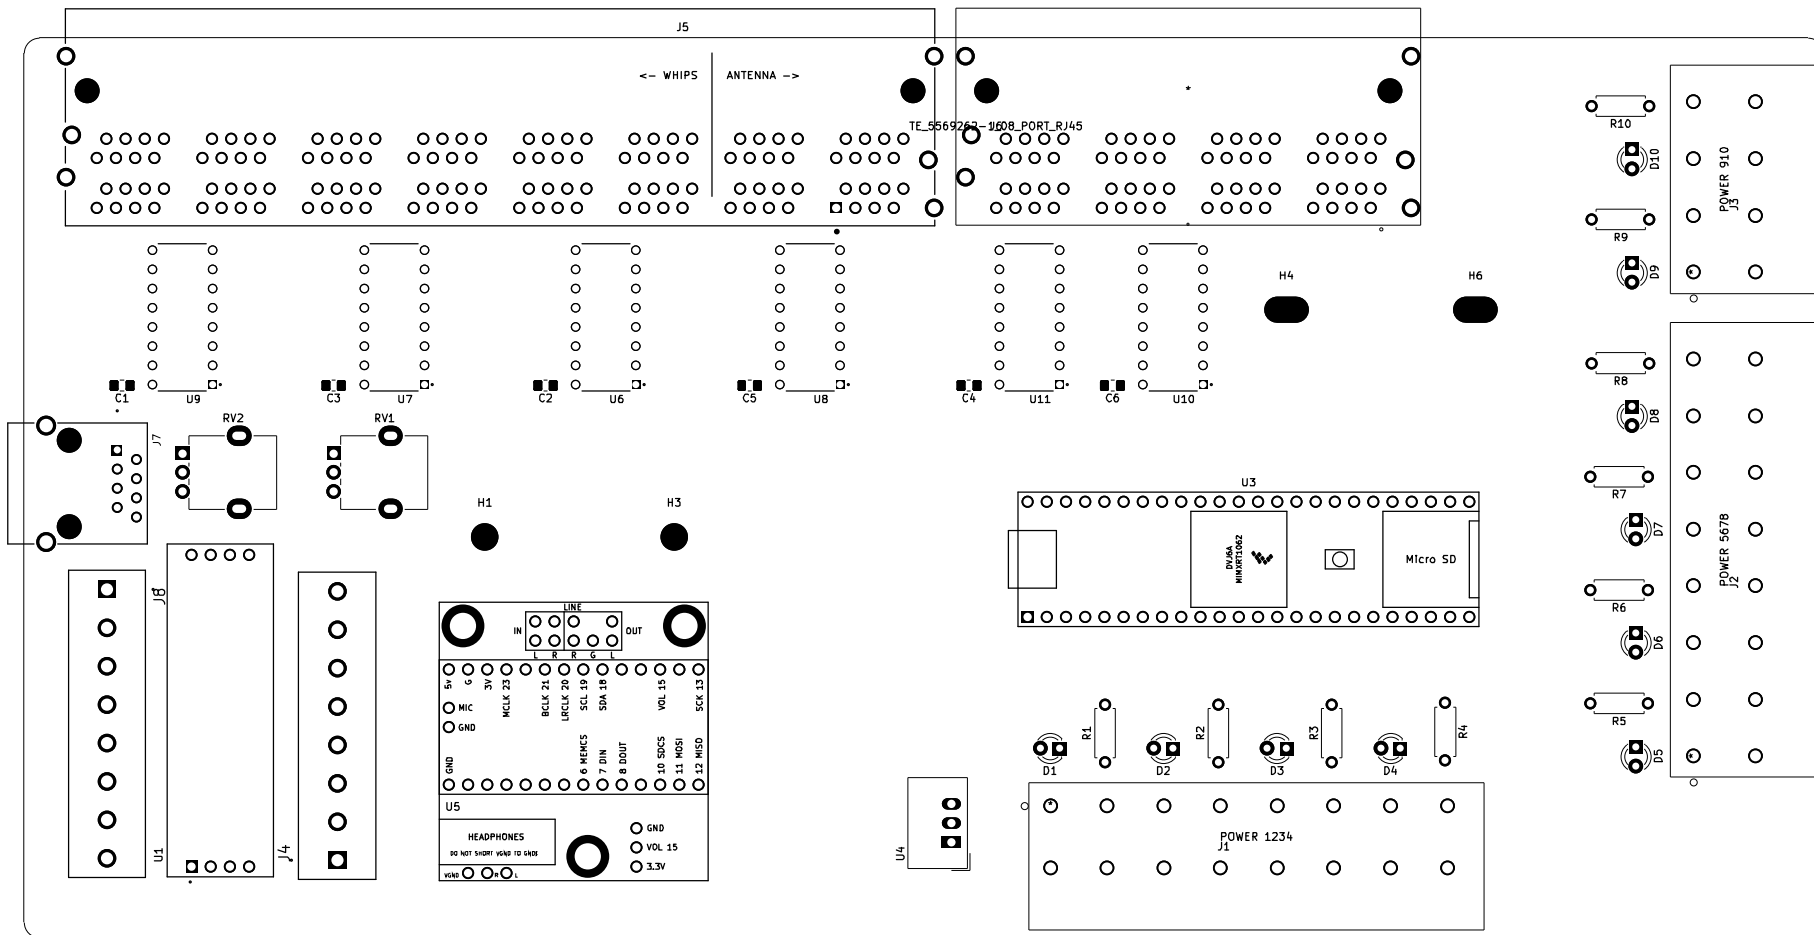 J5
<- WHIPS
ANTENNA ->
*
TE_5569262-1
08_PORT_RJ45
R10
D10
POWER 910
J3
R9
D9
*
H4
H6
C1
U9
C3
U7
C2
U6
C5
U8
C4
U11
C6
U10
R8
D8
RV2
RV1
J7
R7
D7
H1
H3
U3
DVJ6A
MIMXRT1062
Micro SD
POWER 5678
J2
R6
D6
J8
LINE
IN
OUT
L R R G L
5v
G
3V
MCLK 23
BCLK 21
LRCLK 20
SCL 19
SDA 18
VOL 15
SCK 13
MIC
GND
GND
6 MEMCS
7 DIN
8 DOUT
10 SDCS
11 MOSI
12 MISO
R5
D5
*
R1
R2
R3
R4
D1
D2
D3
D4
U5
*
HEADPHONES
DO NOT SHORT VGND TO GNDS
VGND
R
L
GND
VOL 15
3.3V
U1
J4
U4
POWER 1234
J1